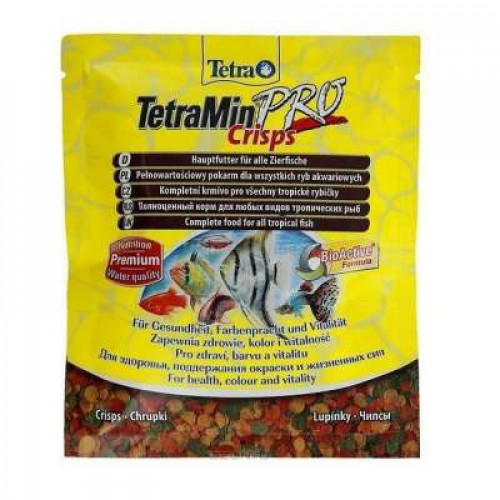 Tetra
TetraMin PRO
Crisps
D Hauptfutter für alle Zierfische
PL Pełnowartościowy pokarm dla wszystkich ryb akwariowych
CZ Kompletní krmivo pro všechny tropické rybičky
Полноценный корм для любых видов тропических рыб
Complete food for all tropical fish
Nutrition
Premium
Water quality
BioActive
Formula
Für Gesundheit, Farbenpracht und Vitalität
Zapewnia zdrowie, kolor i witalność
Pro zdraví, barvu a vitalitu
Для здоровья, поддержания окраски и жизненных сил
For health, colour and vitality
Crisps - Chrupki
Lupínky - Чипсы